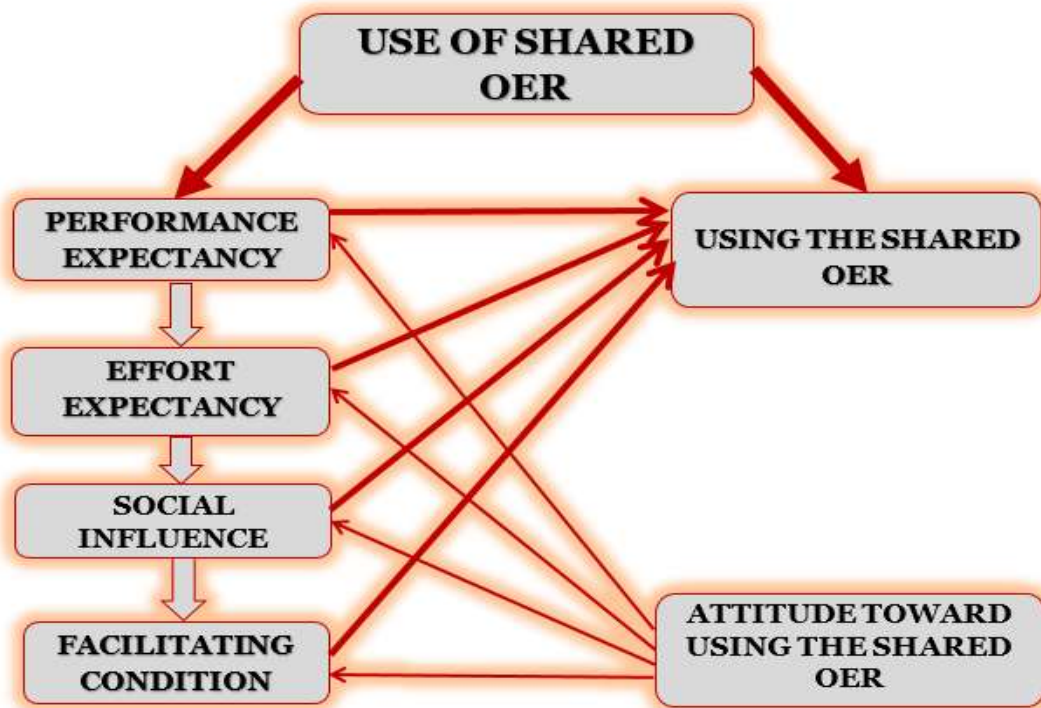 USE OF SHARED
OER
PERFORMANCE
EXPECTANCY
USING THE SHARED
OER
EFFORT
EXPECTANCY
SOCIAL
INFLUENCE
FACILITATING
CONDITION
ATTITUDE TOWARD
USING THE SHARED
OER